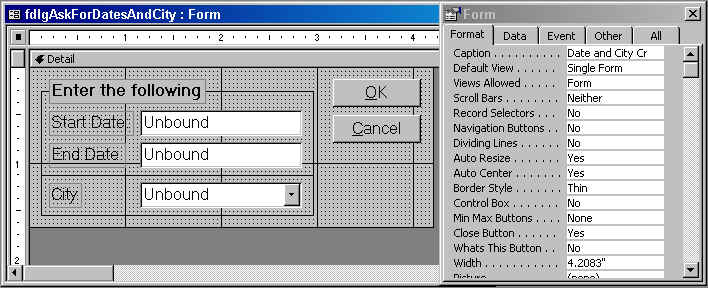 fdlgAskForDatesAndCity : Form
1 2 3 4
Detail
Enter the following
Start Date Unbound
End Date Unbound
City Unbound
OK
Cancel
1
2
Form
Format Data Event Other All
Caption . . . . . . . . . . . Date and City Cr
Default View . . . . . . . . Single Form
Views Allowed . . . . . . . Form
Scroll Bars . . . . . . . . . Neither
Record Selectors . . . . No
Navigation Buttons . . No
Dividing Lines . . . . . . . No
Auto Resize . . . . . . . . Yes
Auto Center . . . . . . . . Yes
Border Style . . . . . . . . Thin
Control Box . . . . . . . . No
Min Max Buttons . . . . None
Close Button . . . . . . . Yes
Whats This Button . . No
Width . . . . . . . . . . . . 4.2083"
Picture . . . . . . . . . . . (none)